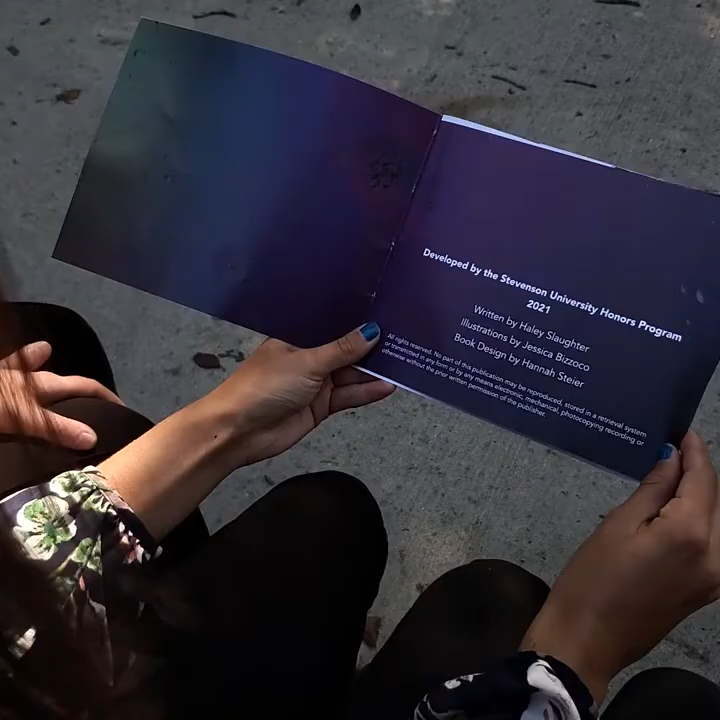 Developed by the Stevenson University Honors Program
2021
Written by Haley Slaughter
Illustrations by Jessica Bizzoco
Book Design by Hannah Steier
All rights reserved. No part of this publication may be reproduced, stored in a retrieval system
or transmitted in any form or by any means electronic, mechanical, photocopying recording or
otherwise without the prior written permission of the publisher.